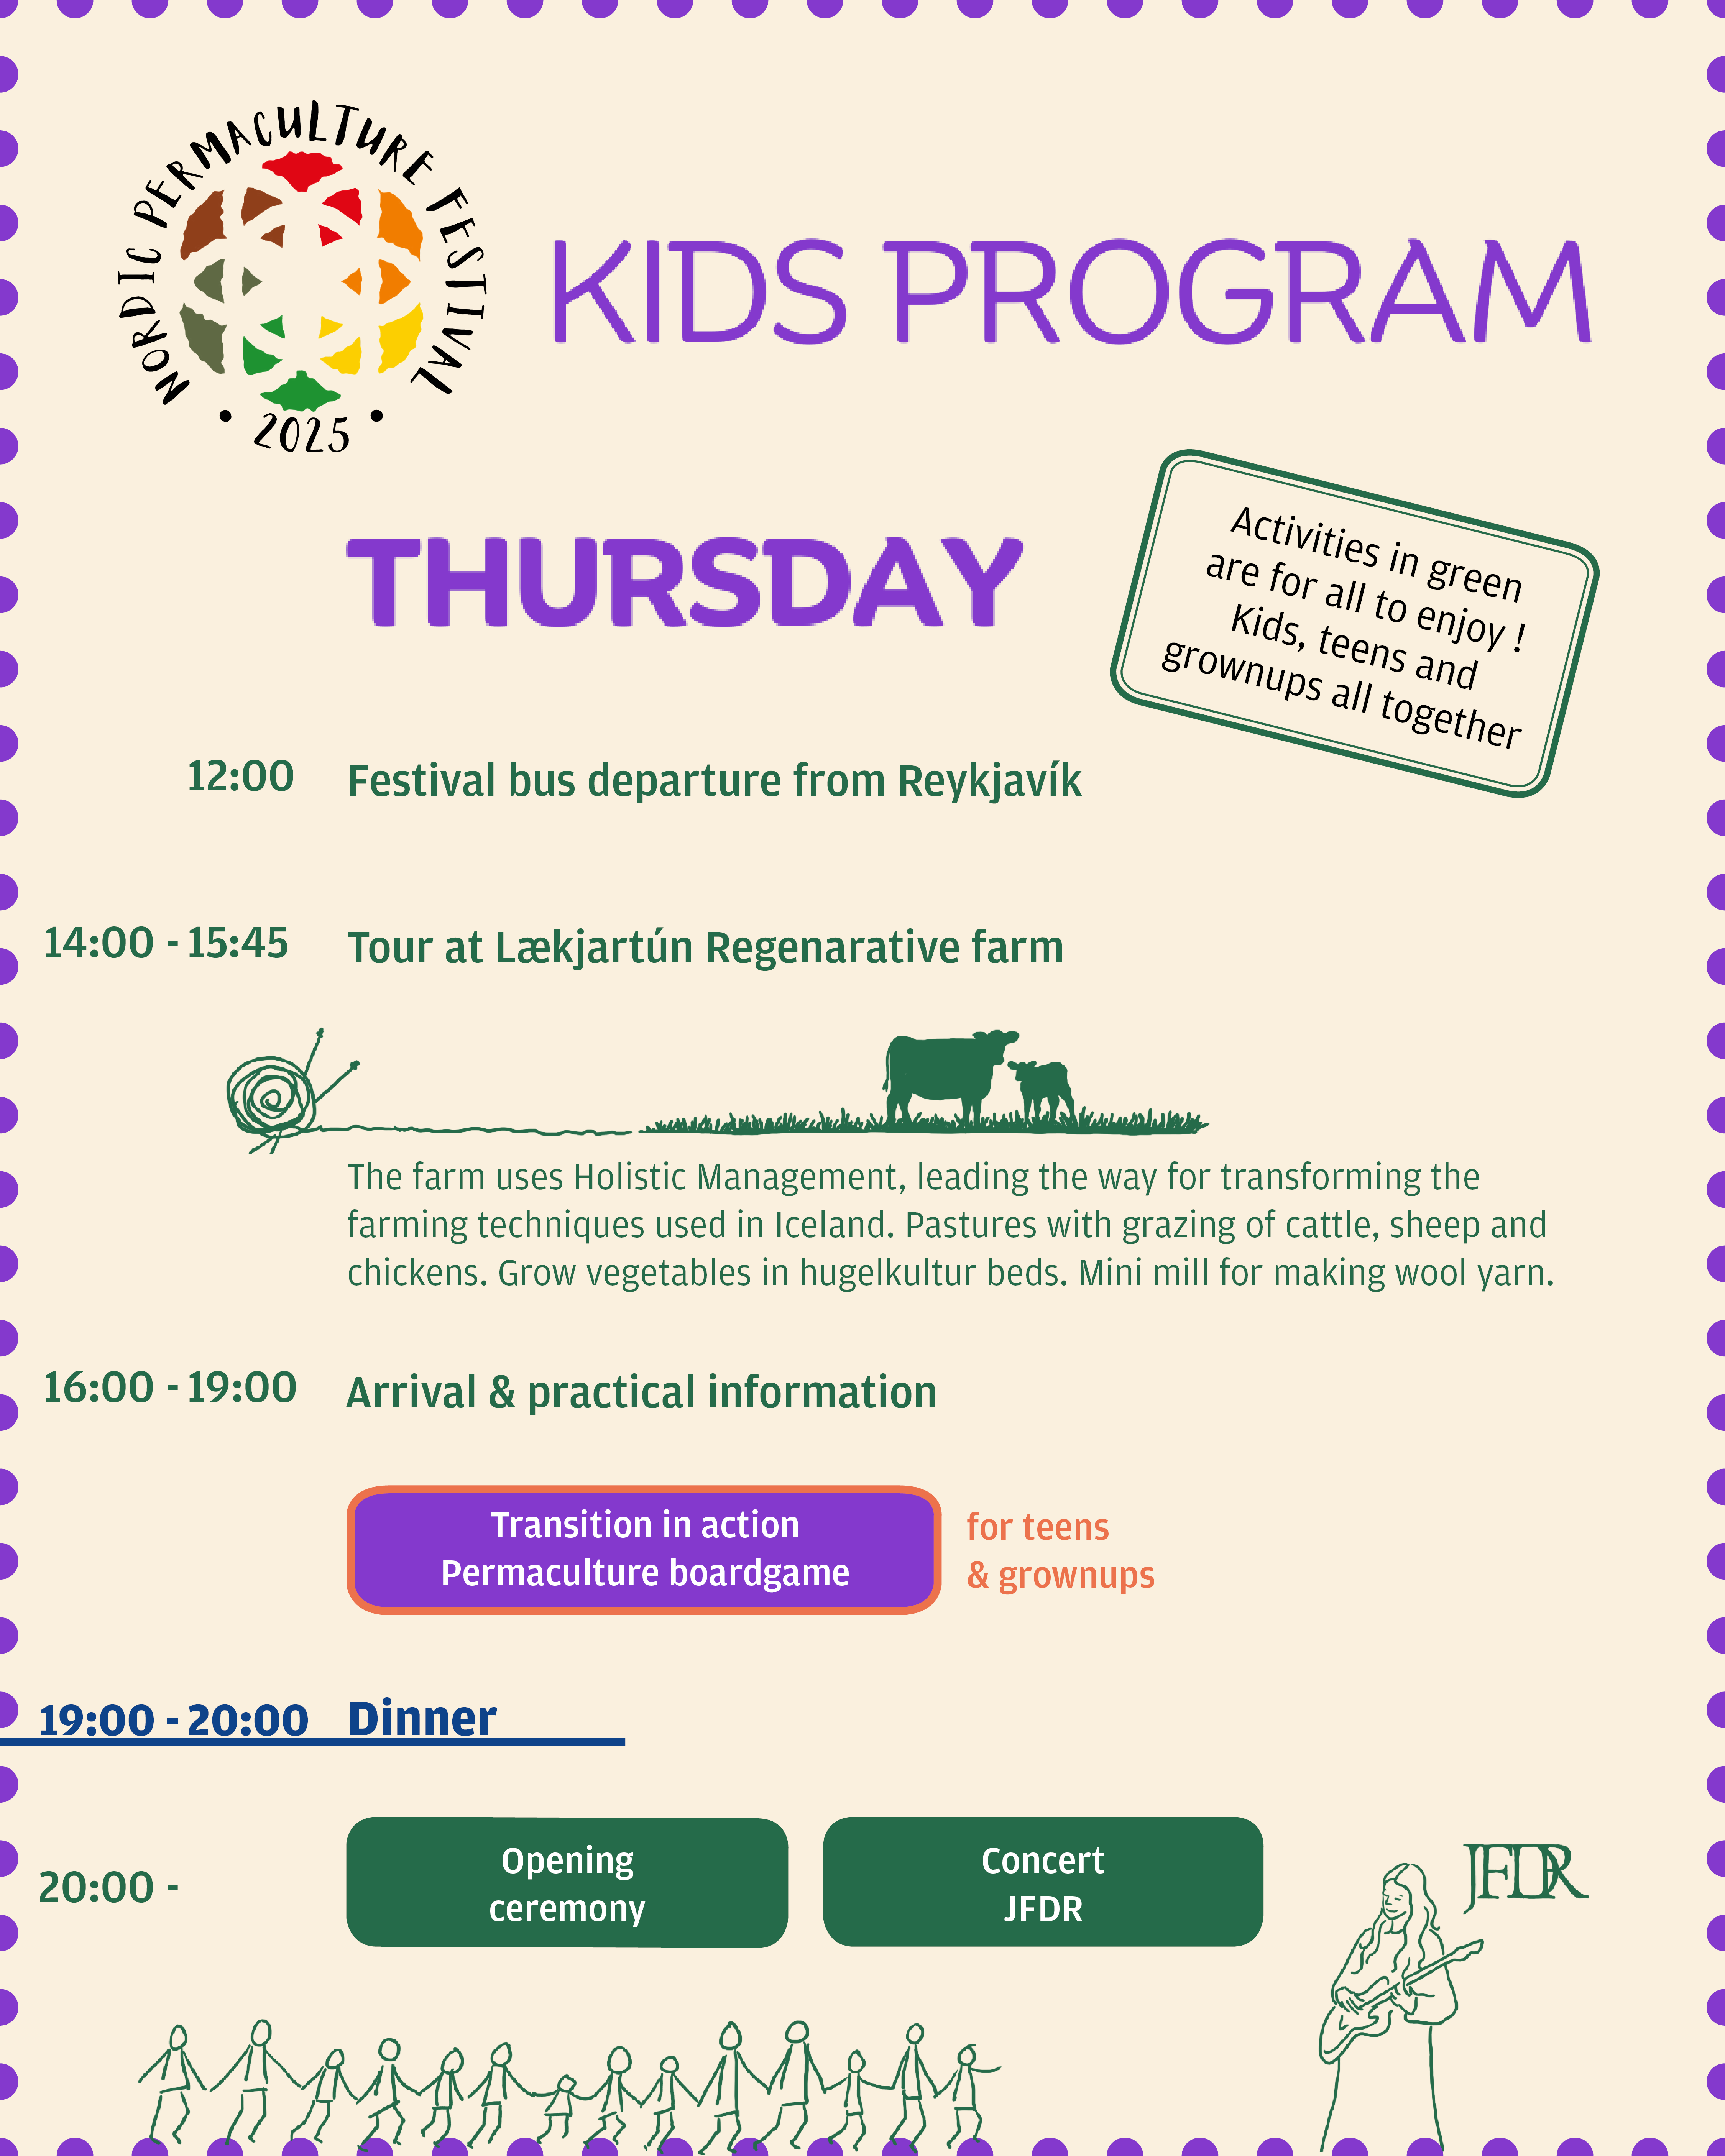 NORDIC PERMACULTURE FESTIVAL
• 2025 •
KIDS PROGRAM
THURSDAY
Activities in green
are for all to enjoy !
Kids, teens and
grownups all together
12:00 Festival bus departure from Reykjavík
14:00 - 15:45 Tour at Lækjartún Regenarative farm
The farm uses Holistic Management, leading the way for transforming the
farming techniques used in Iceland. Pastures with grazing of cattle, sheep and
chickens. Grow vegetables in hugelkultur beds. Mini mill for making wool yarn.
16:00 - 19:00 Arrival & practical information
Transition in action
Permaculture boardgame
for teens
& grownups
19:00 - 20:00 Dinner
20:00 -
Opening
ceremony
Concert
JFDR
JFDR